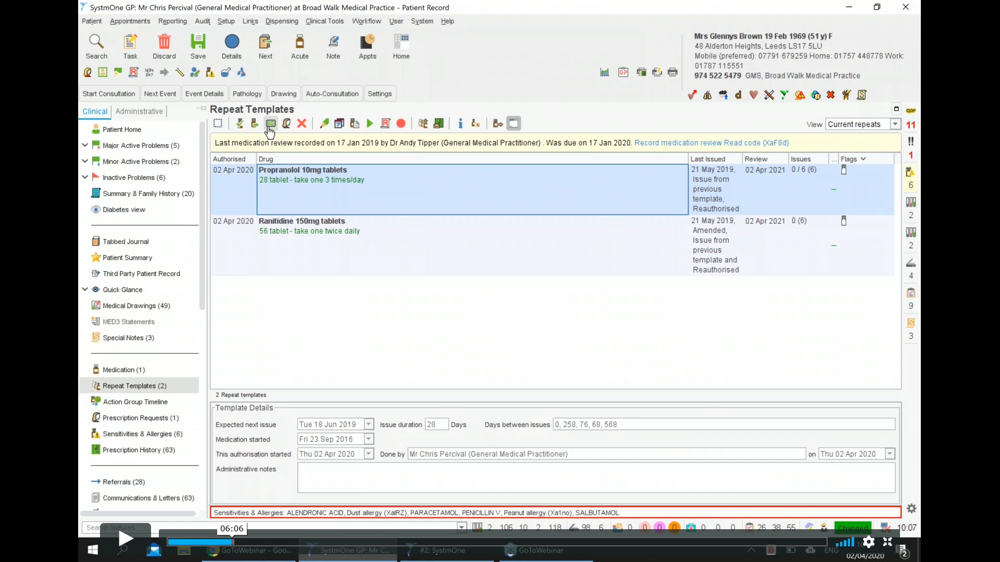 SystmOne GP: Mr Chris Percival (General Medical Practitioner) at Broad Walk Medical Practice - Patient Record
Patient Appointments Reporting Audit Setup Links Dispensing Clinical Tools Workflow User System Help
Search Task Discard Save Details Next Acute Note Appts Home
Mrs Glennys Brown 19 Feb 1969 (51 y) F
48 Alderton Heights, Leeds LS17 5LU
Mobile (preferred): 07791 679259 Home: 01757 448778 Work:
01787 115551
974 522 5479 GMS, Broad Walk Medical Practice
Start Consultation Next Event Event Details Pathology Drawing Auto-Consultation Settings
Clinical Administrative
Repeat Templates
View Current repeats
Last medication review recorded on 17 Jan 2019 by Dr Andy Tipper (General Medical Practitioner) . Was due on 17 Jan 2020. Record medication review Read code (XaF8d)
Authorised Drug Last Issued Review Issues ... Flags
02 Apr 2020 Propranolol 10mg tablets 21 May 2019, 02 Apr 2021 0 / 6 (6)
28 tablet - take one 3 times/day Issue from
previous
template,
Reauthorised
02 Apr 2020 Ranitidine 150mg tablets 21 May 2019, 02 Apr 2021 0 (6)
56 tablet - take one twice daily Amended,
Issue from
previous
template and
Reauthorised
Patient Home
Major Active Problems (5)
Minor Active Problems (2)
Inactive Problems (6)
Summary & Family History (20)
Diabetes view
Tabbed Journal
Patient Summary
Third Party Patient Record
Quick Glance
Medical Drawings (49)
MED3 Statements
Special Notes (3)
Medication (1)
Repeat Templates (2)
Action Group Timeline
Prescription Requests (1)
Sensitivities & Allergies (6)
Prescription History (63)
Referrals (28)
Communications & Letters (63)
QOF
11
!!
1
6
2
2
4
9
3
2 Repeat templates
Template Details
Expected next issue Tue 18 Jun 2019 Issue duration 28 Days Days between issues 0, 258, 76, 68, 568
Medication started Fri 23 Sep 2016
This authorisation started Thu 02 Apr 2020 Done by Mr Chris Percival (General Medical Practitioner) on Thu 02 Apr 2020
Administrative notes
Sensitivities & Allergies: ALENDRONIC ACID, Dust allergy (XaIRZ), PARACETAMOL, PENICILLIN V, Peanut allergy (Xa1no), SALBUTAMOL
Search features 2 106 10 2 118 98 6 0 0 0 0 0 0 0 26 38 55 Changed 10:07
06:06
GoToWebinar - Goo... SystmOne GP: Mr C... #2: SystmOne GoToWebinar ENG
02/04/2020 2